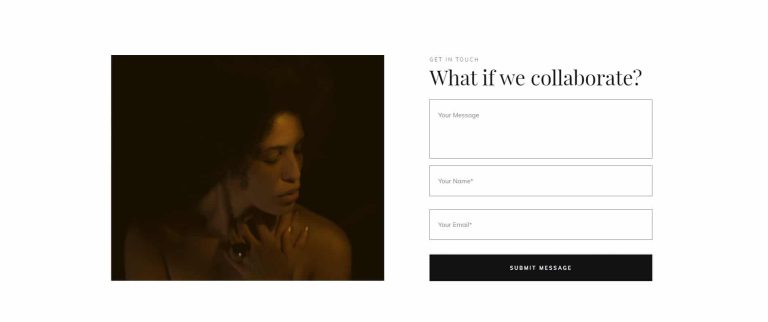 GET IN TOUCH
What if we collaborate?
Your Message
Your Name*
Your Email*
SUBMIT MESSAGE